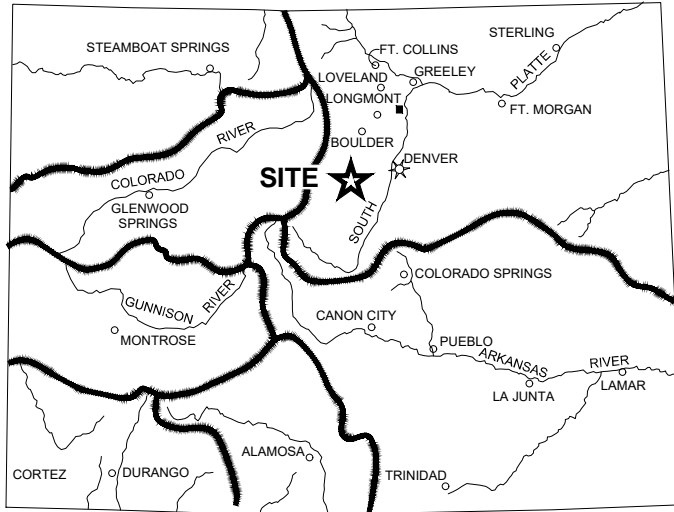 STERLING
STEAMBOAT SPRINGS
FT. COLLINS
PLATTE
LOVELAND
GREELEY
LONGMONT
FT. MORGAN
RIVER
BOULDER
DENVER
COLORADO
SITE
GLENWOOD
SPRINGS
SOUTH
COLORADO SPRINGS
GUNNISON
RIVER
CANON CITY
MONTROSE
PUEBLO
ARKANSAS
RIVER
LA JUNTA
LAMAR
ALAMOSA
CORTEZ
DURANGO
TRINIDAD